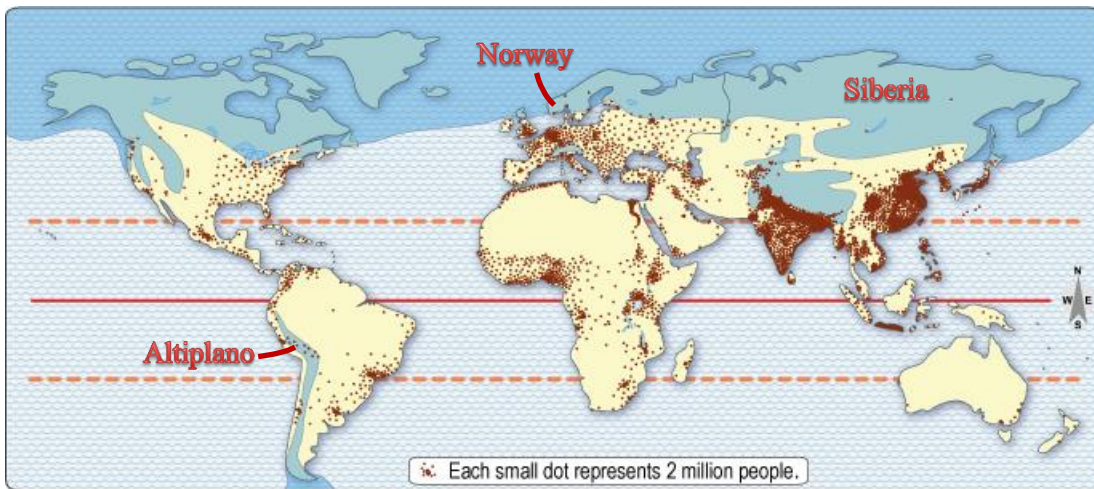 Norway
Siberia
N
W E
S
Altiplano
Each small dot represents 2 million people.